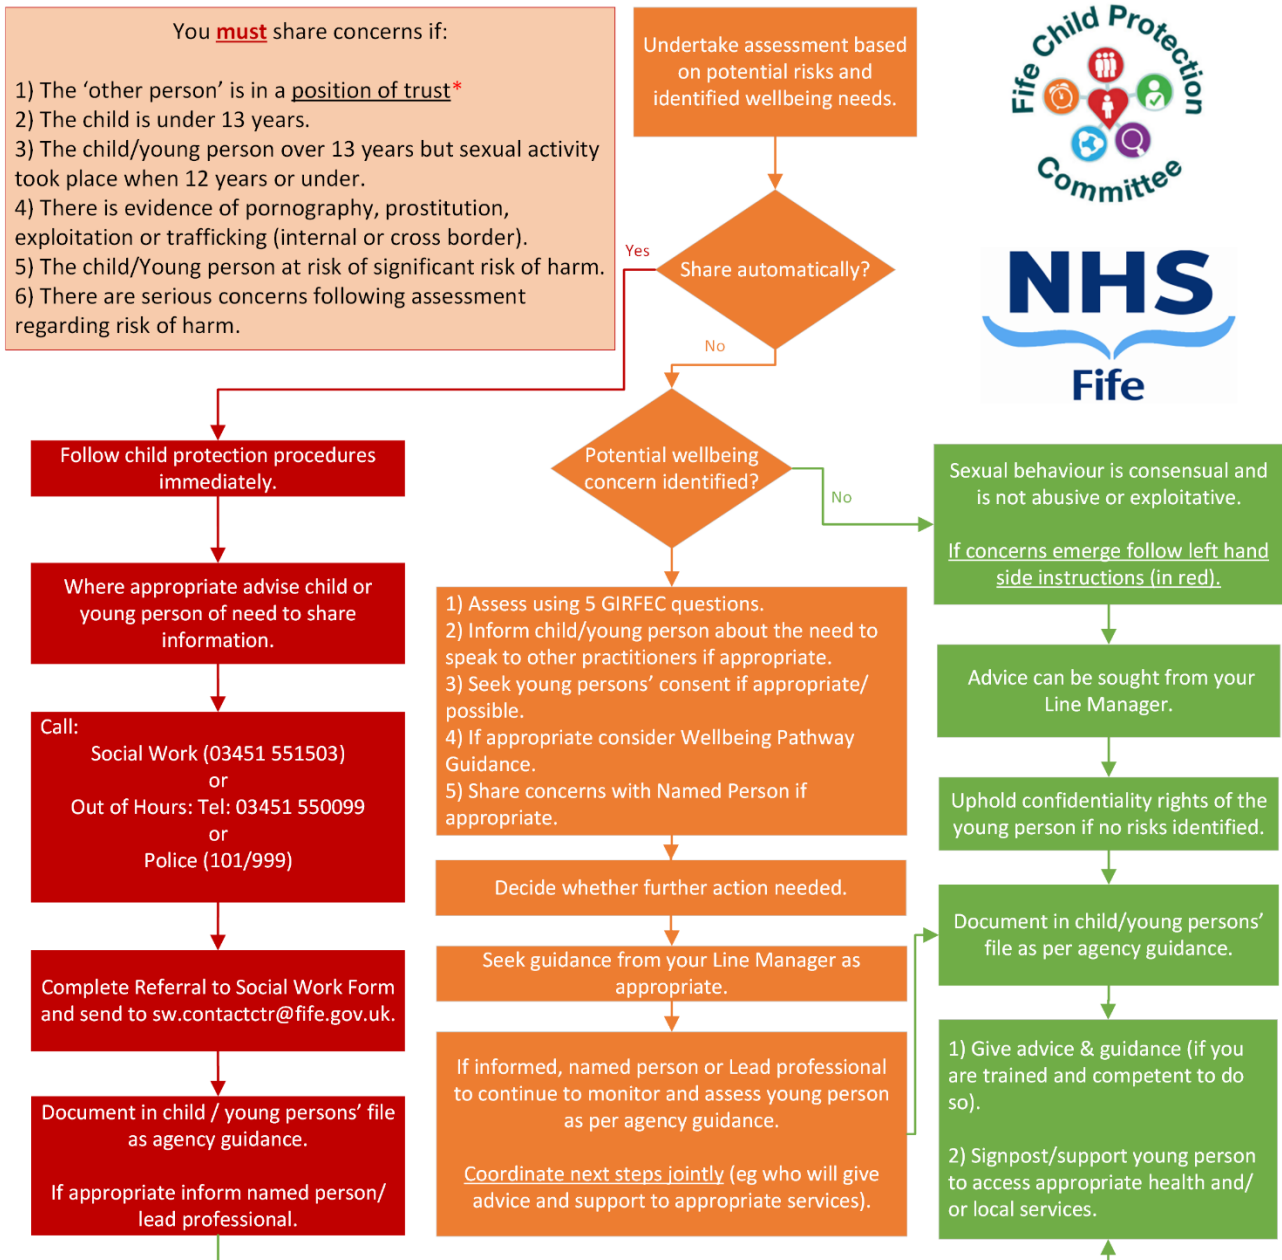 You must share concerns if:
1) The ‘other person’ is in a position of trust*
2) The child is under 13 years.
3) The child/young person over 13 years but sexual activity
took place when 12 years or under.
4) There is evidence of pornography, prostitution,
exploitation or trafficking (internal or cross border).
5) The child/Young person at risk of significant risk of harm.
6) There are serious concerns following assessment
regarding risk of harm.
Undertake assessment based
on potential risks and
identified wellbeing needs.
Fife Child Protection
Committee
NHS
Fife
Share automatically?
Yes
No
Potential wellbeing
concern identified?
No
Follow child protection procedures
immediately.
Where appropriate advise child or
young person of need to share
information.
Call:
Social Work (03451 551503)
or
Out of Hours: Tel: 03451 550099
or
Police (101/999)
Complete Referral to Social Work Form
and send to sw.contactctr@fife.gov.uk.
Document in child / young persons’ file
as agency guidance.
If appropriate inform named person/
lead professional.
1) Assess using 5 GIRFEC questions.
2) Inform child/young person about the need to
speak to other practitioners if appropriate.
3) Seek young persons’ consent if appropriate/
possible.
4) If appropriate consider Wellbeing Pathway
Guidance.
5) Share concerns with Named Person if
appropriate.
Decide whether further action needed.
Seek guidance from your Line Manager as
appropriate.
If informed, named person or Lead professional
to continue to monitor and assess young person
as per agency guidance.
Coordinate next steps jointly (eg who will give
advice and support to appropriate services).
Sexual behaviour is consensual and
is not abusive or exploitative.
If concerns emerge follow left hand
side instructions (in red).
Advice can be sought from your
Line Manager.
Uphold confidentiality rights of the
young person if no risks identified.
Document in child/young persons’
file as per agency guidance.
1) Give advice & guidance (if you
are trained and competent to do
so).
2) Signpost/support young person
to access appropriate health and/
or local services.